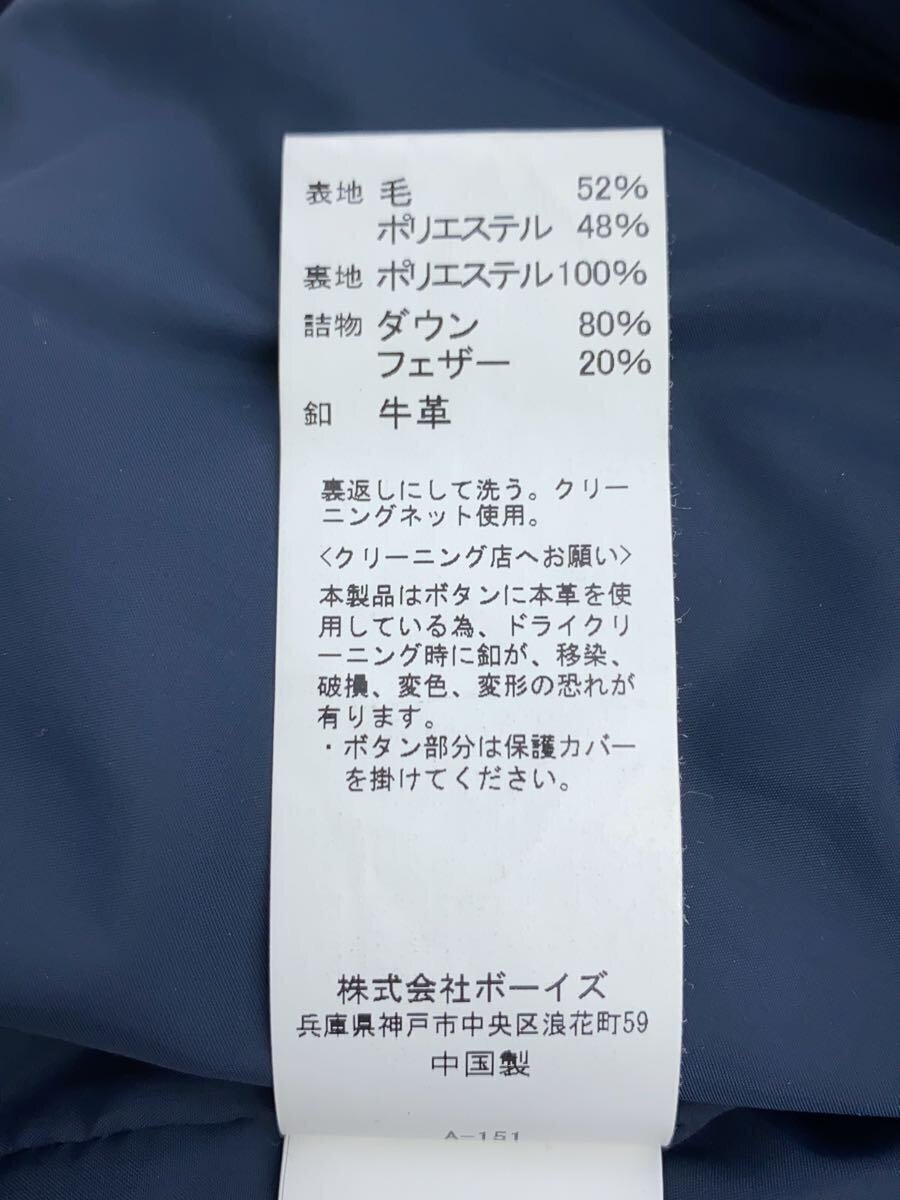 表地 毛 52%
ポリエステル 48%
裏地 ポリエステル100%
詰物 ダウン 80%
フェザー 20%
釦 牛革
裏返しにして洗う。クリー
ニングネット使用。
<クリーニング店へお願い>
本製品はボタンに本革を使
用している為、ドライクリ
ーニング時に釦が、移染、
破損、変色、変形の恐れが
有ります。
・ボタン部分は保護カバー
を掛けてください。
株式会社ボーイズ
兵庫県神戸市中央区浪花町59
中国製
A-151